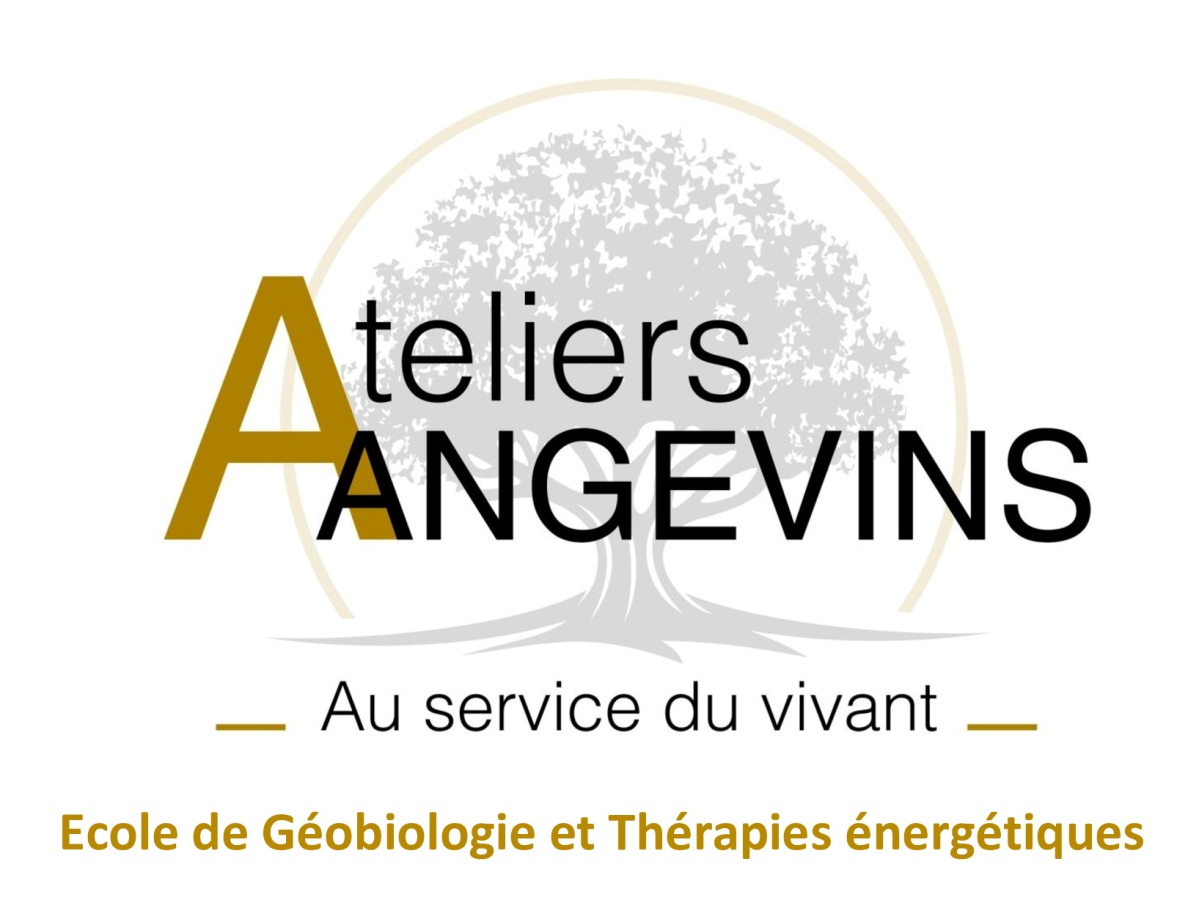 Ateliers
ANGEVINS
Au service du vivant
Ecole de Géobiologie et Thérapies énergétiques